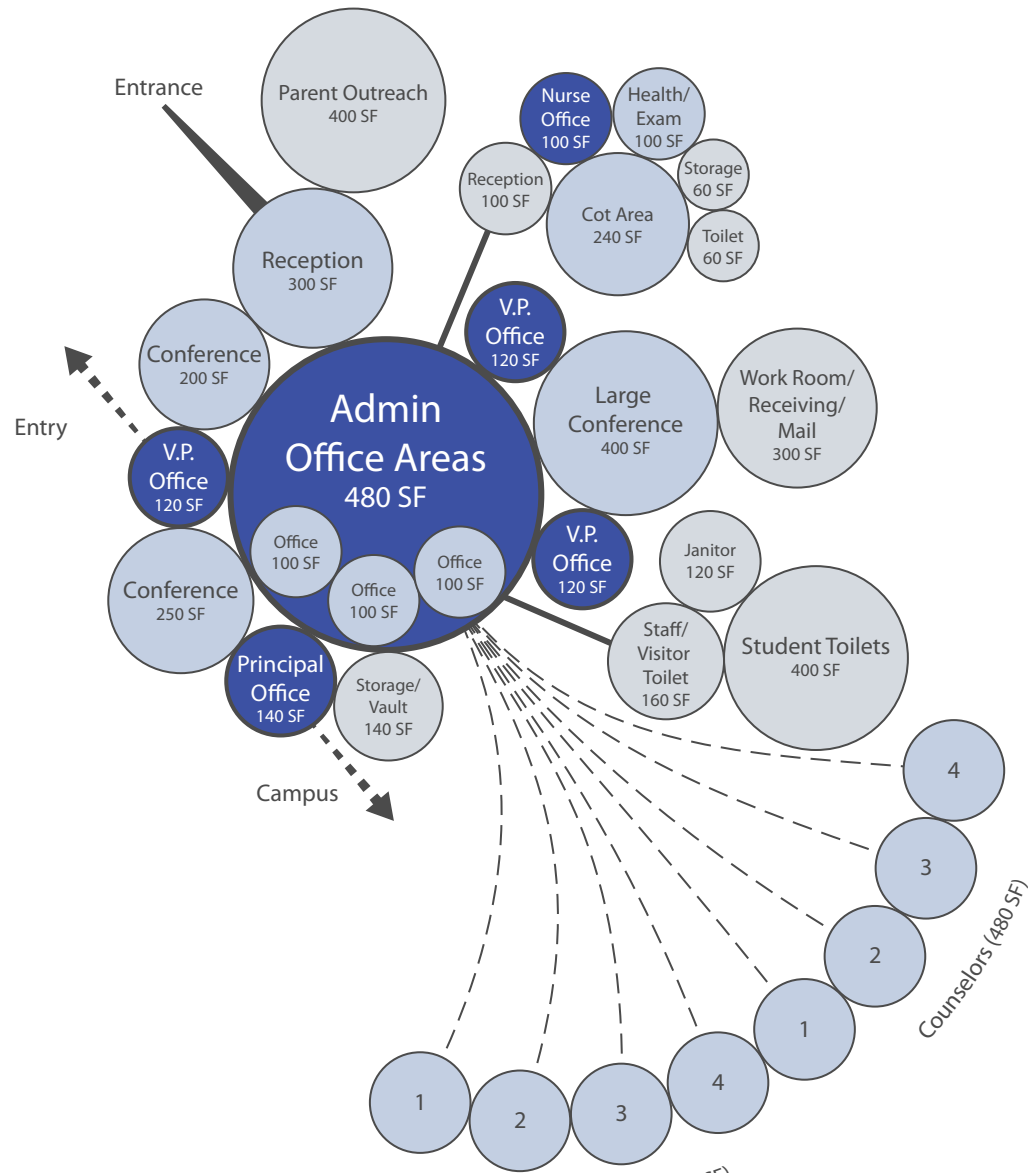 Entrance
Parent Outreach
400 SF
Nurse
Office
100 SF
Health/
Exam
100 SF
Reception
100 SF
Storage
60 SF
Cot Area
240 SF
Toilet
60 SF
Reception
300 SF
V.P.
Office
120 SF
Conference
200 SF
Entry
Large
Conference
400 SF
Work Room/
Receiving/
Mail
300 SF
Admin
Office Areas
480 SF
V.P.
Office
120 SF
Office
100 SF
Office
100 SF
Office
100 SF
V.P.
Office
120 SF
Janitor
120 SF
Conference
250 SF
Staff/
Visitor
Toilet
160 SF
Student Toilets
400 SF
Principal
Office
140 SF
Storage/
Vault
140 SF
Campus
4
3
2
1
Counselors (480 SF)
4
3
2
1